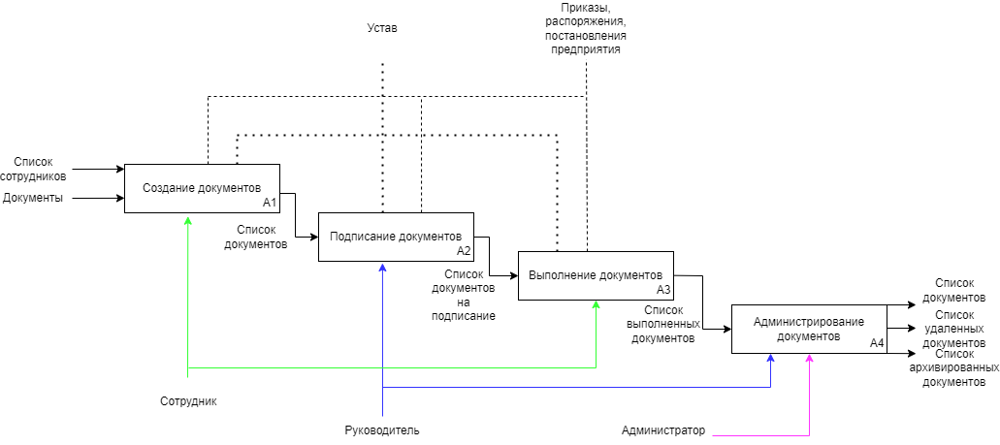 Устав
Приказы,
распоряжения,
постановления
предприятия
Список
сотрудников
Документы
Создание документов
A1
Список
документов
Подписание документов
A2
Список
документов
на
подписание
Выполнение документов
A3
Список
выполненных
документов
Администрирование
документов
A4
Список
документов
Список
удаленных
документов
Список
архивированных
документов
Сотрудник
Руководитель
Администратор